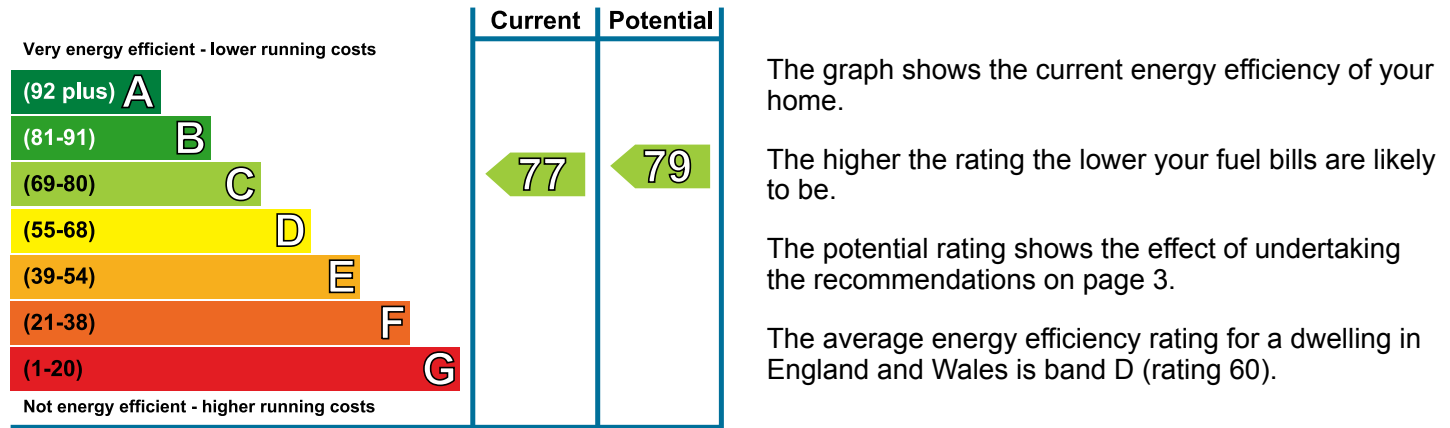 Current Potential
Very energy efficient - lower running costs
(92 plus) A
(81-91) B
(69-80) C
77 79
(55-68) D
(39-54) E
(21-38) F
(1-20) G
Not energy efficient - higher running costs
The graph shows the current energy efficiency of your
home.
The higher the rating the lower your fuel bills are likely
to be.
The potential rating shows the effect of undertaking
the recommendations on page 3.
The average energy efficiency rating for a dwelling in
England and Wales is band D (rating 60).